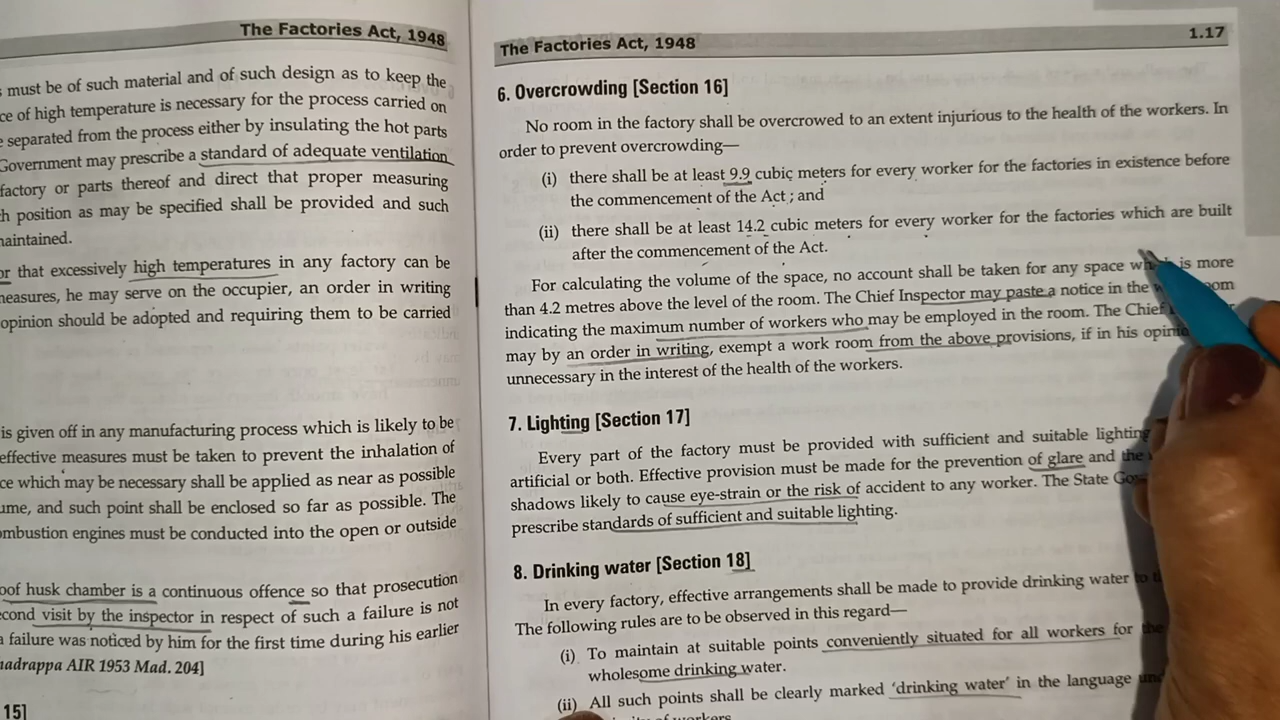 The Factories Act, 1948
must be of such material and of such design as to keep the
ce of high temperature is necessary for the process carried on
separated from the process either by insulating the hot parts
Government may prescribe a standard of adequate ventilation
factory or parts thereof and direct that proper measuring
h position as may be specified shall be provided and such
maintained.
or that excessively high temperatures in any factory can be
measures, he may serve on the occupier, an order in writing
opinion should be adopted and requiring them to be carried
is given off in any manufacturing process which is likely to be
effective measures must be taken to prevent the inhalation of
ce which may be necessary shall be applied as near as possible
ume, and such point shall be enclosed so far as possible. The
ombustion engines must be conducted into the open or outside
oof husk chamber is a continuous offence so that prosecution
econd visit by the inspector in respect of such a failure is not
a failure was noticed by him for the first time during his earlier
nadrappa AIR 1953 Mad. 204]
15]
The Factories Act, 1948 1.17
6. Overcrowding [Section 16]
No room in the factory shall be overcrowded to an extent injurious to the health of the workers. In
order to prevent overcrowding—
(i) there shall be at least 9.9 cubic meters for every worker for the factories in existence before
the commencement of the Act ; and
(ii) there shall be at least 14.2 cubic meters for every worker for the factories which are built
after the commencement of the Act.
For calculating the volume of the space, no account shall be taken for any space is more
than 4.2 metres above the level of the room. The Chief Inspector may paste a notice in the
indicating the maximum number of workers who may be employed in the room. The Chief
may by an order in writing, exempt a work room from the above provisions, if in his
unnecessary in the interest of the health of the workers.
7. Lighting [Section 17]
Every part of the factory must be provided with sufficient and suitable lighting
artificial or both. Effective provision must be made for the prevention of glare and the
shadows likely to cause eye-strain or the risk of accident to any worker. The State
prescribe standards of sufficient and suitable lighting.
8. Drinking water [Section 18]
In every factory, effective arrangements shall be made to provide drinking water
The following rules are to be observed in this regard—
(i) To maintain at suitable points conveniently situated for all workers for
wholesome drinking water.
(ii) All such points shall be clearly marked 'drinking water' in the language
of workers